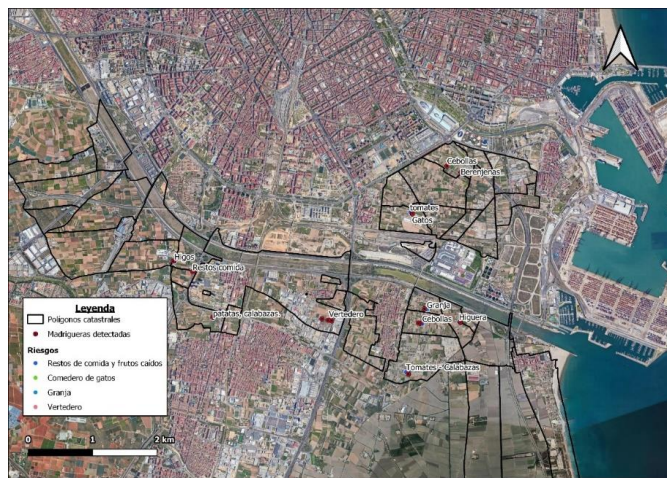 Cebollas
Berenjenas
tomates
Gatos
Higos
Restos comida
patatas, calabazas
Vertedero
Granja
Cebollas
Higuera
Tomates - Calabazas
Leyenda
Polígonos catastrales
Madrigueras detectadas
Riesgos
Restos de comida y frutos caídos
Comedero de gatos
Granja
Vertedero
0 1 2 km